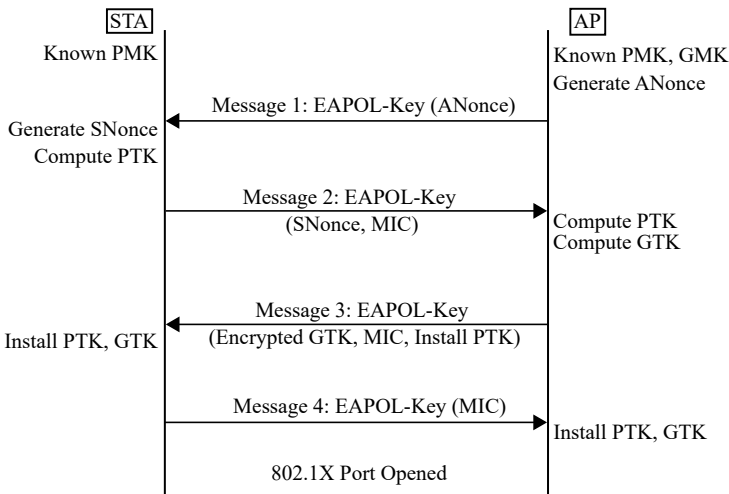 STA
AP
Known PMK
Known PMK, GMK
Generate ANonce
Message 1: EAPOL-Key (ANonce)
Generate SNonce
Compute PTK
Message 2: EAPOL-Key
(SNonce, MIC)
Compute PTK
Compute GTK
Message 3: EAPOL-Key
(Encrypted GTK, MIC, Install PTK)
Install PTK, GTK
Message 4: EAPOL-Key (MIC)
Install PTK, GTK
802.1X Port Opened